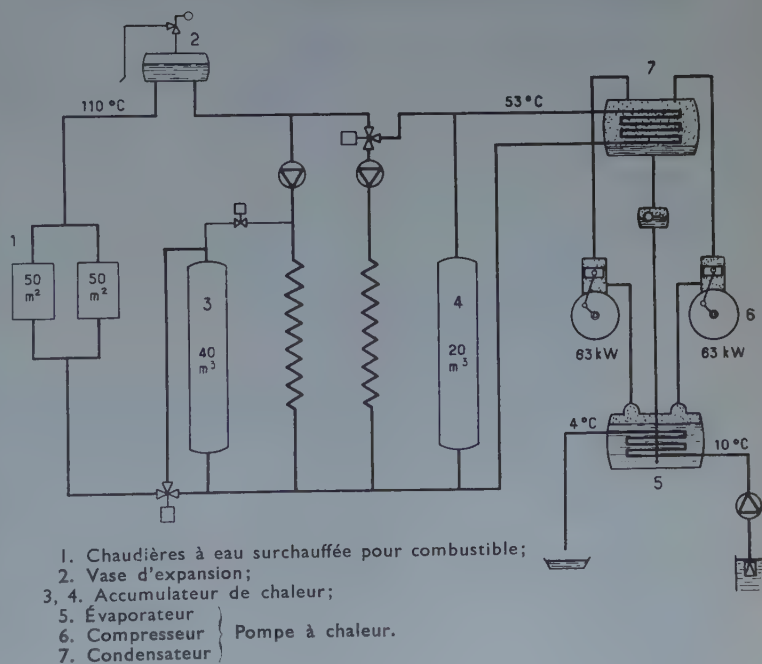 2
7
110 °C
53 °C
1
50 m²
50 m²
3
40 m³
4
20 m³
6
63 kW
63 kW
4 °C
10 °C
5
1. Chaudières à eau surchauffée pour combustible;
2. Vase d'expansion;
3, 4. Accumulateur de chaleur;
5. Évaporateur
6. Compresseur } Pompe à chaleur.
7. Condensateur